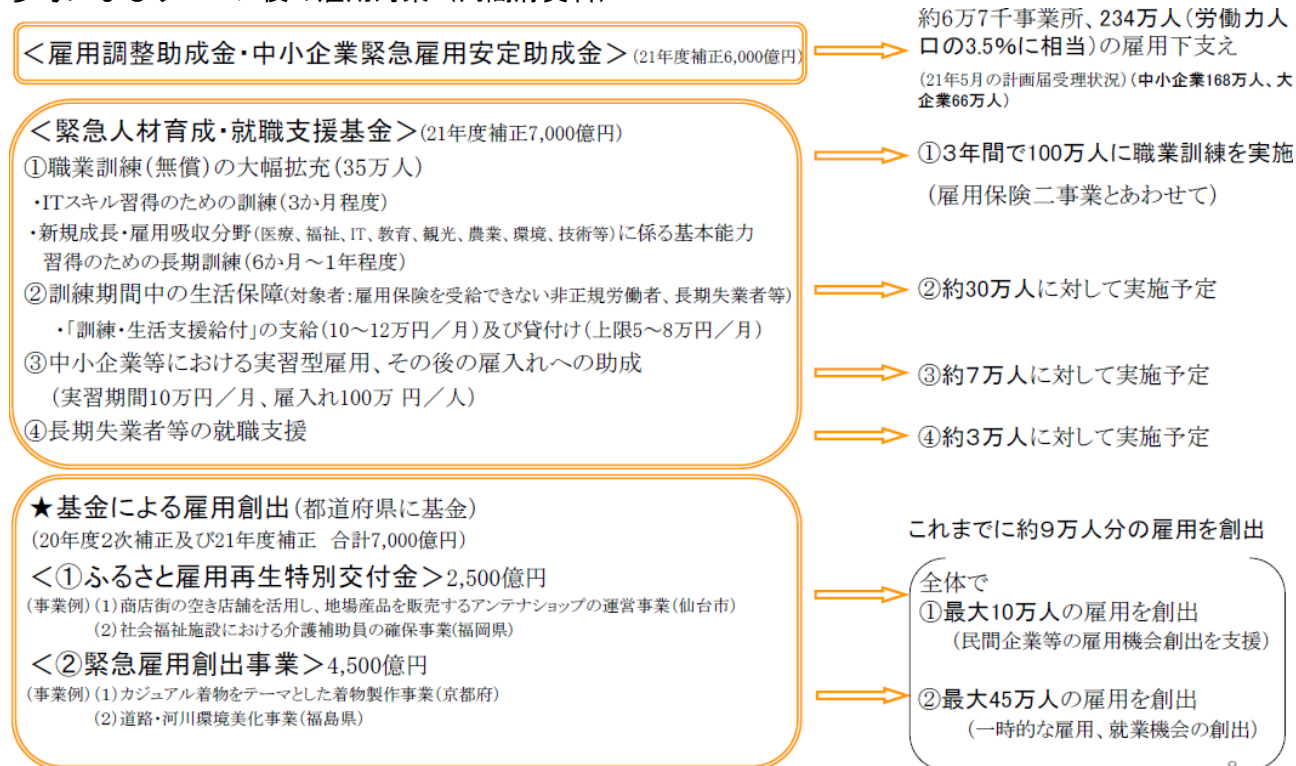 ＜雇用調整助成金・中小企業緊急雇用安定助成金＞(21年度補正6,000億円)
約6万7千事業所、234万人(労働力人
口の3.5%に相当)の雇用下支え
(21年5月の計画届受理状況)(中小企業168万人、大
企業66万人)
＜緊急人材育成・就職支援基金＞(21年度補正7,000億円)
①職業訓練(無償)の大幅拡充(35万人)
・ITスキル習得のための訓練(3か月程度)
・新規成長・雇用吸収分野(医療、福祉、IT、教育、観光、農業、環境、技術等)に係る基本能力
習得のための長期訓練(6か月～1年程度)
①3年間で100万人に職業訓練を実施
(雇用保険二事業とあわせて)
②訓練期間中の生活保障(対象者:雇用保険を受給できない非正規労働者、長期失業者等)
・「訓練・生活支援給付」の支給(10～12万円／月)及び貸付け(上限5～8万円／月)
②約30万人に対して実施予定
③中小企業等における実習型雇用、その後の雇入れへの助成
(実習期間10万円／月、雇入れ100万 円／人)
③約7万人に対して実施予定
④長期失業者等の就職支援
④約3万人に対して実施予定
★基金による雇用創出(都道府県に基金)
(20年度2次補正及び21年度補正 合計7,000億円)
これまでに約9万人分の雇用を創出
＜①ふるさと雇用再生特別交付金＞2,500億円
(事業例)(1)商店街の空き店舗を活用し、地場産品を販売するアンテナショップの運営事業(仙台市)
(2)社会福祉施設における介護補助員の確保事業(福岡県)
全体で
①最大10万人の雇用を創出
(民間企業等の雇用機会創出を支援)
＜②緊急雇用創出事業＞4,500億円
(事業例)(1)カジュアル着物をテーマとした着物製作事業(京都府)
(2)道路・河川環境美化事業(福島県)
②最大45万人の雇用を創出
(一時的な雇用、就業機会の創出)